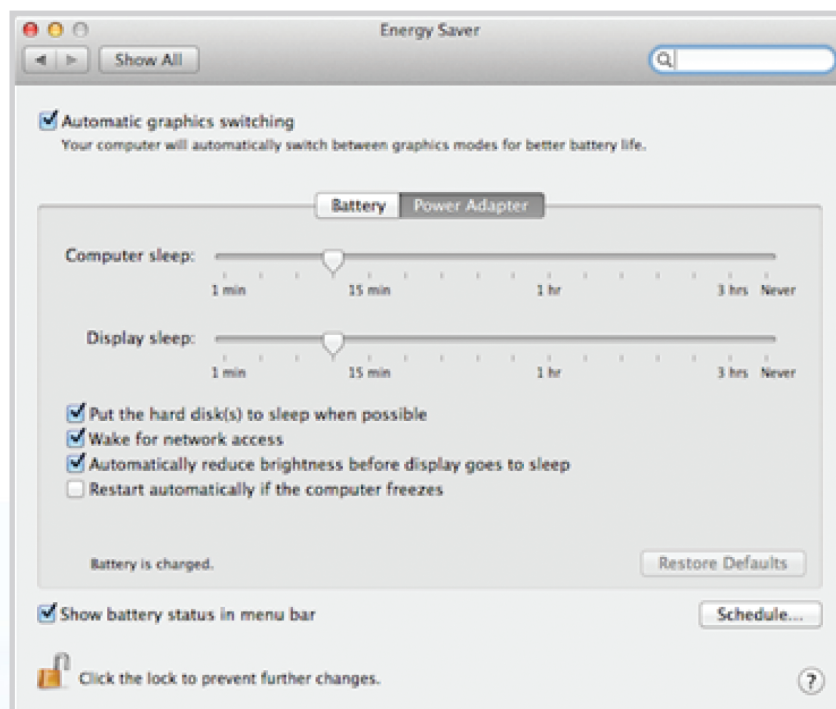 Energy Saver
Show All
Automatic graphics switching
Your computer will automatically switch between graphics modes for better battery life.
Battery Power Adapter
Computer sleep:
1 min 15 min 1 hr 3 hrs Never
Display sleep:
1 min 15 min 1 hr 3 hrs Never
Put the hard disk(s) to sleep when possible
Wake for network access
Automatically reduce brightness before display goes to sleep
Restart automatically if the computer freezes
Battery is charged. Restore Defaults
Show battery status in menu bar Schedule...
Click the lock to prevent further changes. ?